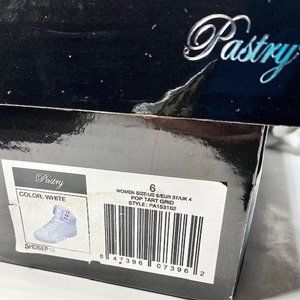 Pastry
Pastry
COLOR: WHITE
6
WOMEN SIZE:US 6/EUR 37/UK 4
POP TART GRID
STYLE: PA153102
8 47396 07396 2